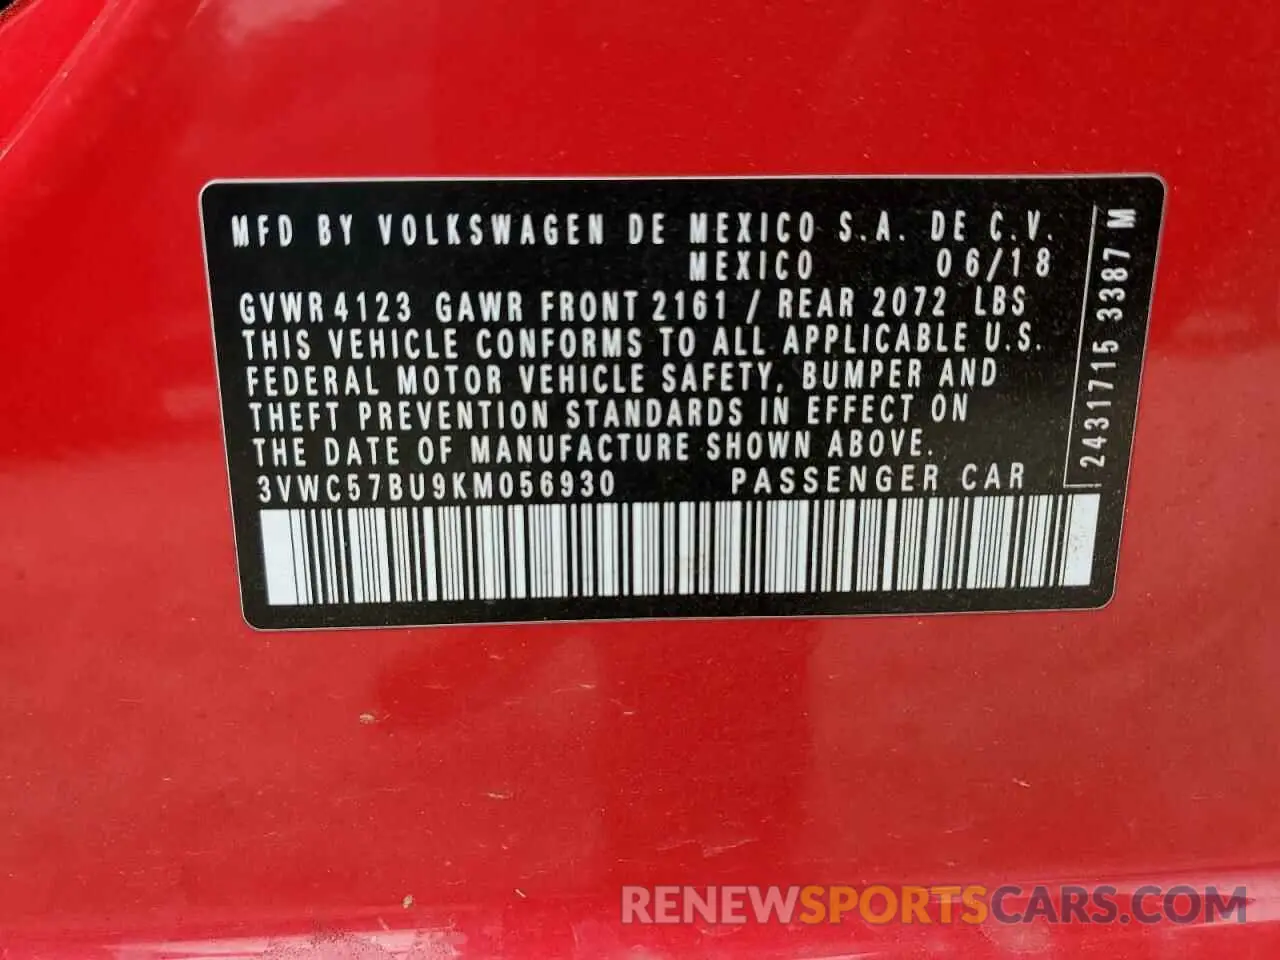 MFD BY VOLKSWAGEN DE MEXICO S.A. DE C.V.
MEXICO 06/18
GVWR 4123 GAWR FRONT 2161 / REAR 2072 LBS
THIS VEHICLE CONFORMS TO ALL APPLICABLE U.S.
FEDERAL MOTOR VEHICLE SAFETY, BUMPER AND
THEFT PREVENTION STANDARDS IN EFFECT ON
THE DATE OF MANUFACTURE SHOWN ABOVE.
3VWC57BU9KM056930 PASSENGER CAR
2431715 3387 M
RENEWSPORTSCARS.COM